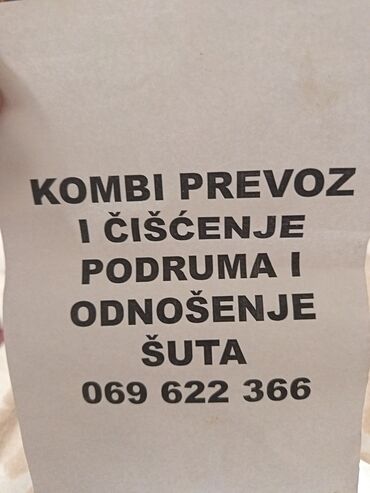 KOMBI PREVOZ
I ČIŠĆENJE
PODRUMA I
ODNOŠENJE
ŠUTA
069 622 366